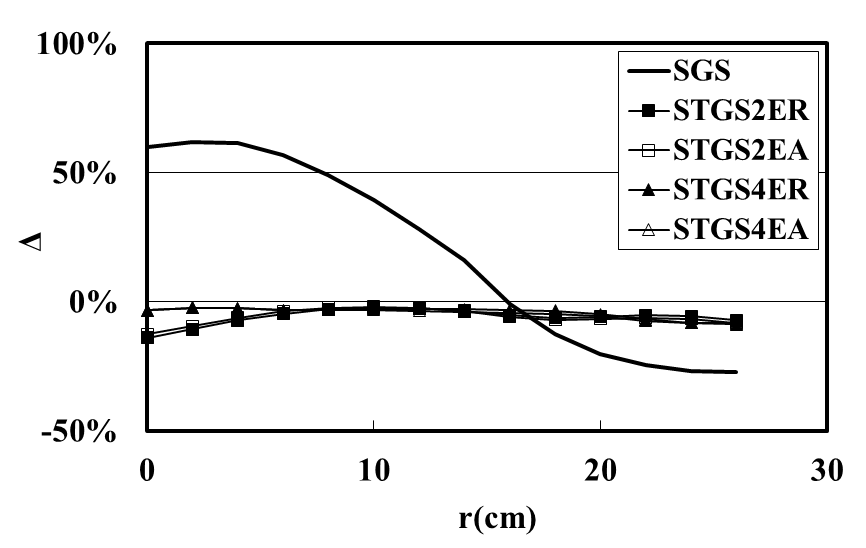 100%
50%
0%
-50%
Δ
0
10
20
30
r(cm)
SGS
STGS2ER
STGS2EA
STGS4ER
STGS4EA